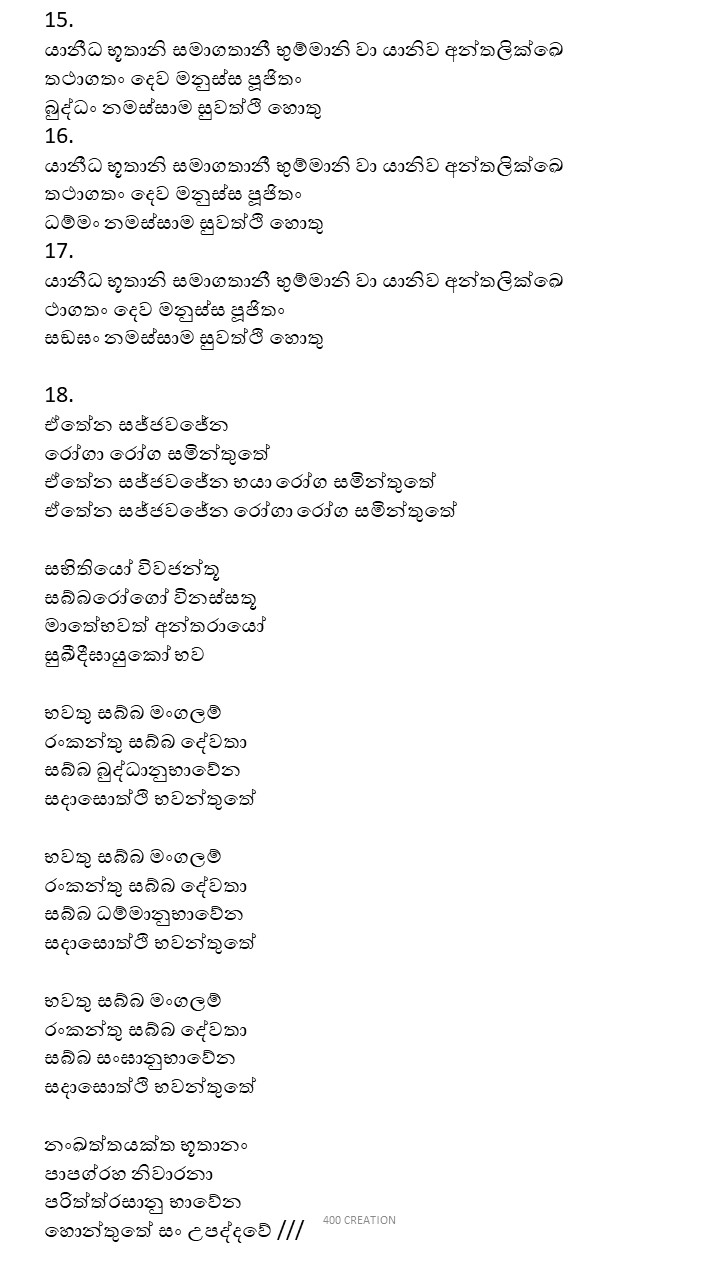 15.
යානීධ භූතානි සමාගතානී භුම්මානි වා යානිව අන්තලික්ඛෙ
තථාගතං දෙව මනුස්ස පූජිතං
බුද්ධං නමස්සාම සුවත්ථි හොතු
16.
යානීධ භූතානි සමාගතානී භුම්මානි වා යානිව අන්තලික්ඛෙ
තථාගතං දෙව මනුස්ස පූජිතං
ධම්මං නමස්සාම සුවත්ථි හොතු
17.
යානීධ භූතානි සමාගතානී භුම්මානි වා යානිව අන්තලික්ඛෙ
ථාගතං දෙව මනුස්ස පූජිතං
සඞඝං නමස්සාම සුවත්ථි හොතු
18.
ඒතේන සජ්ජවජේන
රෝගා රෝග සමින්තුතේ
ඒතේන සජ්ජවජේන භයා රෝග සමින්තුතේ
ඒතේන සජ්ජවජේන රෝගා රෝග සමින්තුතේ
සභිතියෝ විවජන්තූ
සබ්බරෝගෝ විනස්සතූ
මාතේභවත් අන්තරායෝ
සුඛීදීඝායුකෝ භව
භවතු සබ්බ මංගලම්
රංකන්තු සබ්බ දේවතා
සබ්බ බුද්ධානුභාවේන
සදාසොත්ථි භවන්තුතේ
භවතු සබ්බ මංගලම්
රංකන්තු සබ්බ දේවතා
සබ්බ ධම්මානුභාවේන
සදාසොත්ථි භවන්තුතේ
භවතු සබ්බ මංගලම්
රංකන්තු සබ්බ දේවතා
සබ්බ සංඝානුභාවේන
සදාසොත්ථි භවන්තුතේ
නංඛත්තයක්ත භූතානං
පාපග්රහ නිවාරනා
පරිත්ත්රසානු භාවේන
හොන්තුතේ සං උපද්දවේ ///
400 CREATION